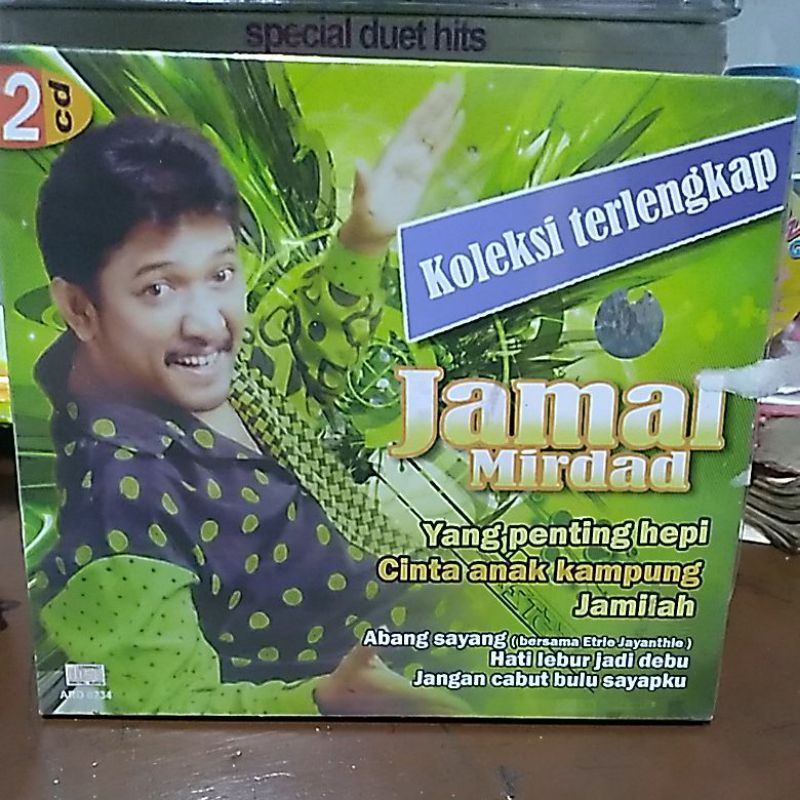 special duet hits
2 cd
Koleksi terlengkap
Jamal
Mirdad
Yang penting hepi
Cinta anak kampung
Jamilah
Abang sayang (bersama Etrie Jayanthie)
Hati lebur jadi debu
Jangan cabut bulu sayapku